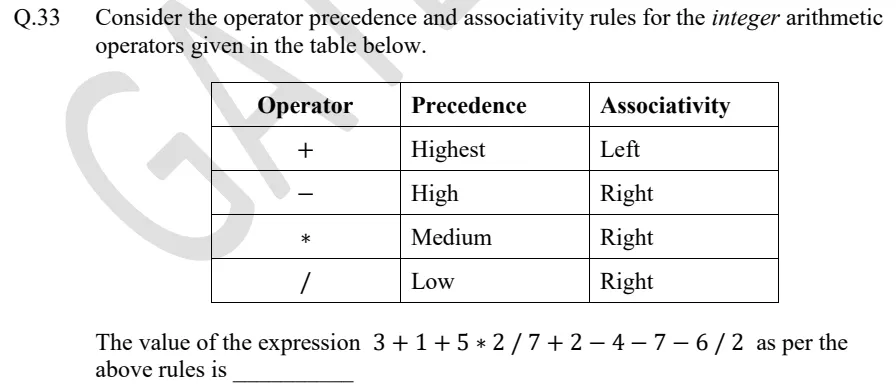 Q.33 Consider the operator precedence and associativity rules for the integer arithmetic
operators given in the table below.
Operator Precedence Associativity
+ Highest Left
− High Right
* Medium Right
/ Low Right
The value of the expression 3 + 1 + 5 * 2 / 7 + 2 − 4 − 7 − 6 / 2 as per the
above rules is __________